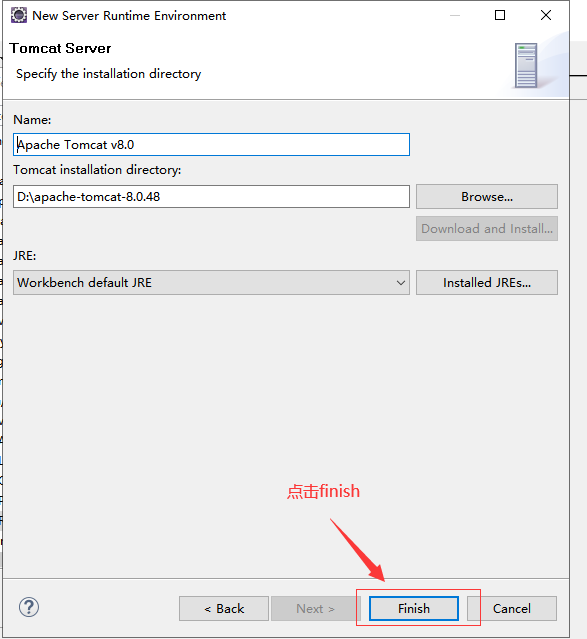 New Server Runtime Environment
Tomcat Server
Specify the installation directory
Name:
Apache Tomcat v8.0
Tomcat installation directory:
D:\apache-tomcat-8.0.48
Browse...
Download and Install...
JRE:
Workbench default JRE
Installed JREs...
点击finish
?
< Back
Next >
Finish
Cancel